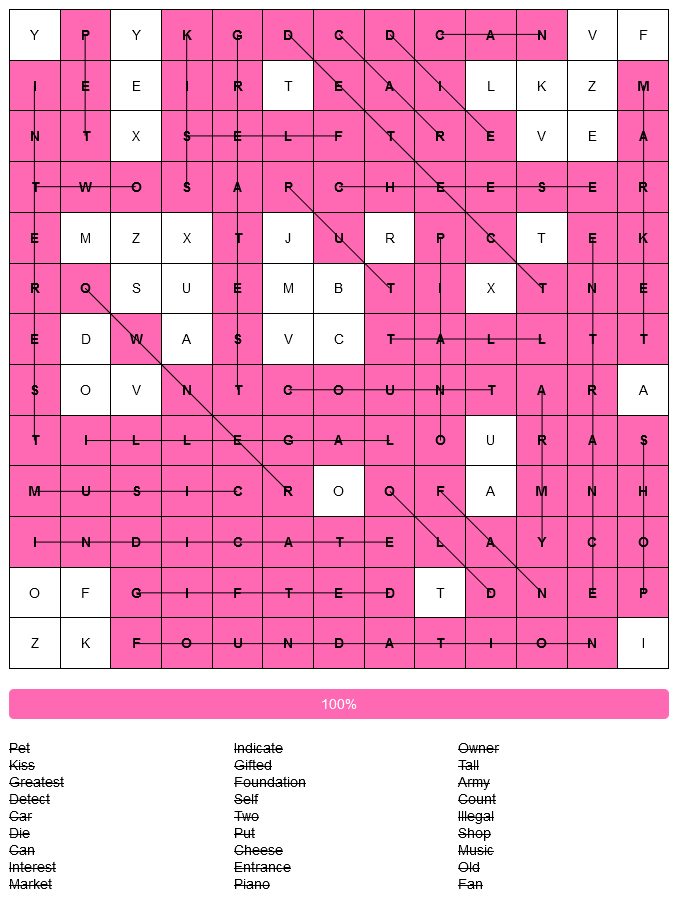 Y P Y K G D C D C A N V F
I E E I R T E A I L K Z M
N T X S E L F T R E V E A
T W O S A P C H E E S E R
E M Z X T J U R P C T E K
R O S U E M B T I X T N E
E D W A S V C T A L L T T
S O V N T C O U N T A R A
T I L L E G A L O U R A S
M U S I C R O O F A M N H
I N D I C A T E L A Y C O
O F G I F T E D T D N E P
Z K F O U N D A T I O N I
100%
Pet Indicate Owner
Kiss Gifted Tall
Greatest Foundation Army
Detect Self Count
Car Two Illegal
Die Put Shop
Can Cheese Music
Interest Entrance Old
Market Piano Fan